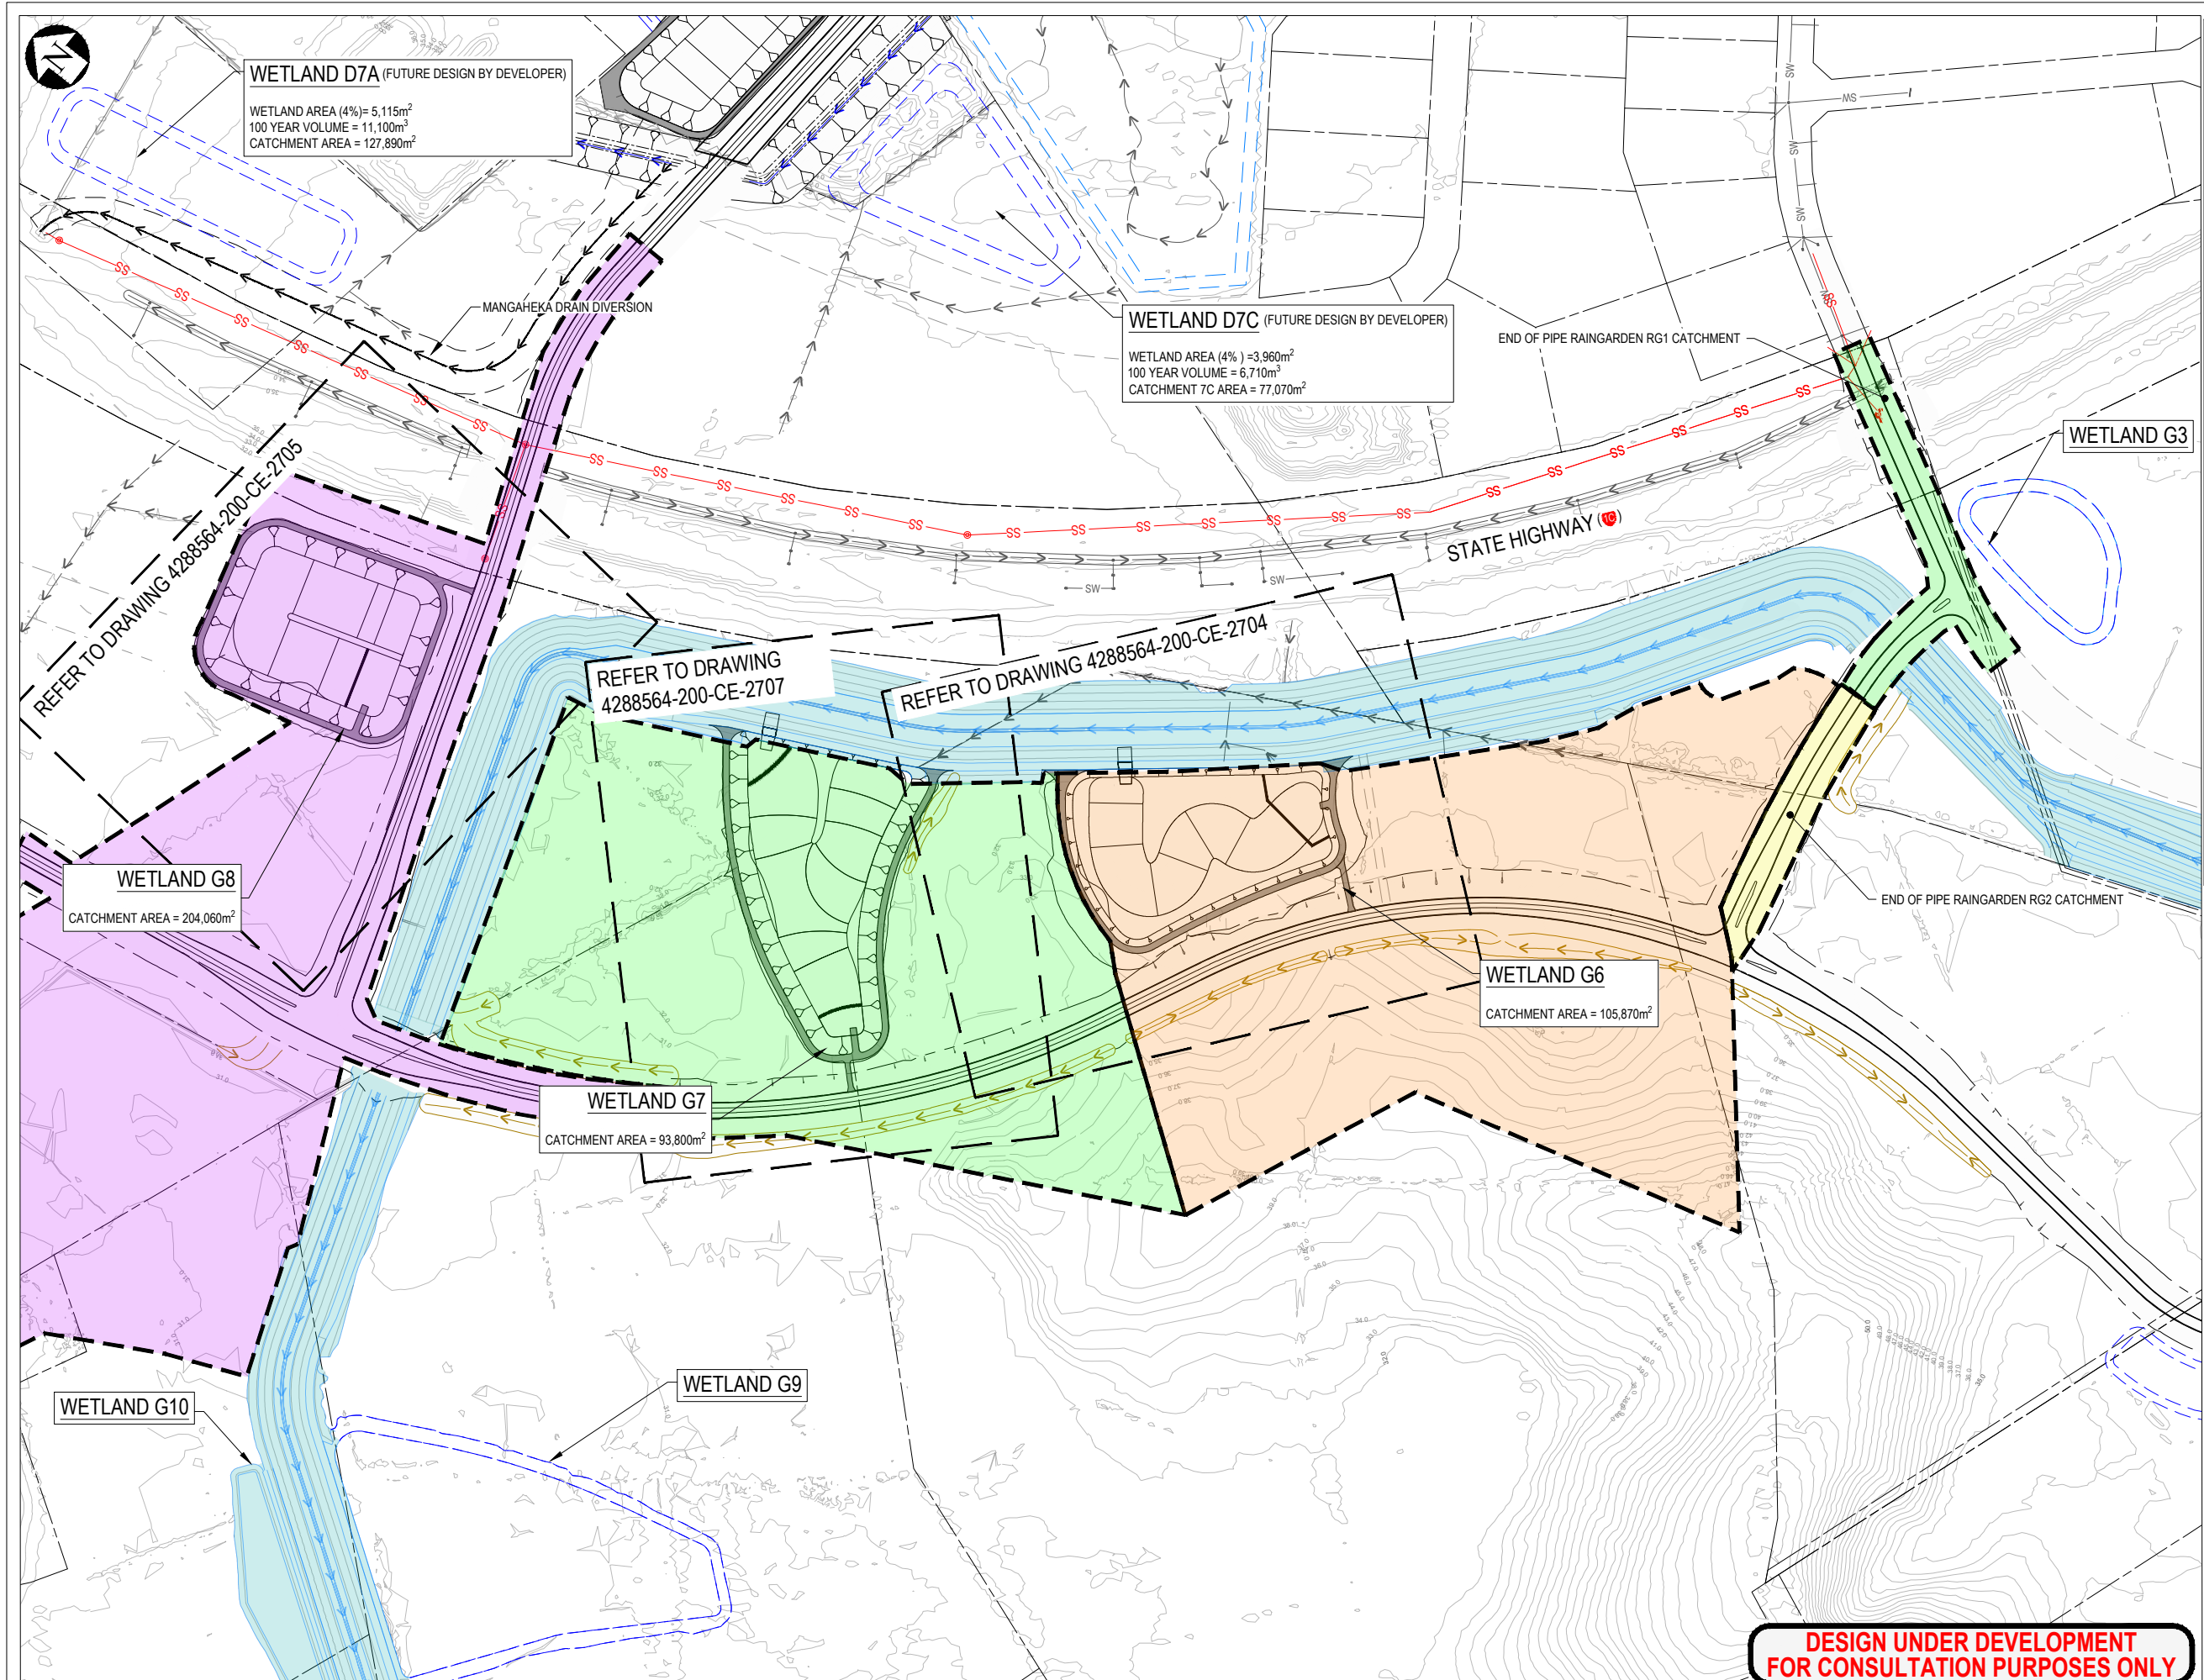 N
WETLAND D7A (FUTURE DESIGN BY DEVELOPER)
WETLAND AREA (4%)= 5,115m²
100 YEAR VOLUME = 11,100m³
CATCHMENT AREA = 127,890m²
MANGAHEKA DRAIN DIVERSION
WETLAND D7C (FUTURE DESIGN BY DEVELOPER)
WETLAND AREA (4% ) =3,960m²
100 YEAR VOLUME = 6,710m³
CATCHMENT 7C AREA = 77,070m²
END OF PIPE RAINGARDEN RG1 CATCHMENT
WETLAND G3
STATE HIGHWAY (1C)
REFER TO DRAWING 4288564-200-CE-2705
REFER TO DRAWING
4288564-200-CE-2707
REFER TO DRAWING 4288564-200-CE-2704
WETLAND G8
CATCHMENT AREA = 204,060m²
END OF PIPE RAINGARDEN RG2 CATCHMENT
WETLAND G6
CATCHMENT AREA = 105,870m²
WETLAND G7
CATCHMENT AREA = 93,800m²
WETLAND G9
WETLAND G10
DESIGN UNDER DEVELOPMENT
FOR CONSULTATION PURPOSES ONLY